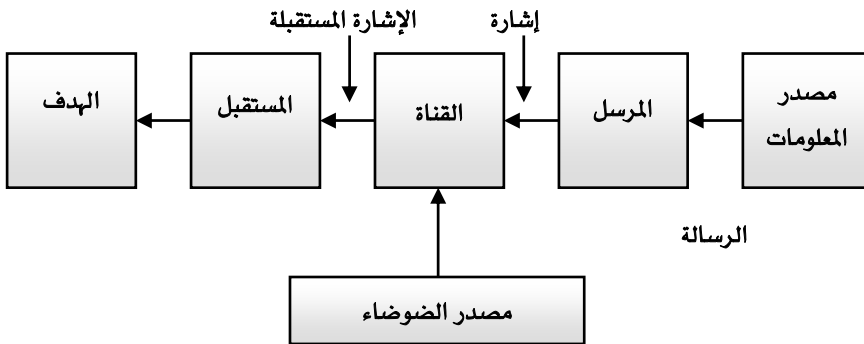 إشارة
الإشارة المستقبلة
مصدر
المعلومات
المرسل
القناة
المستقبل
الهدف
الرسالة
مصدر الضوضاء